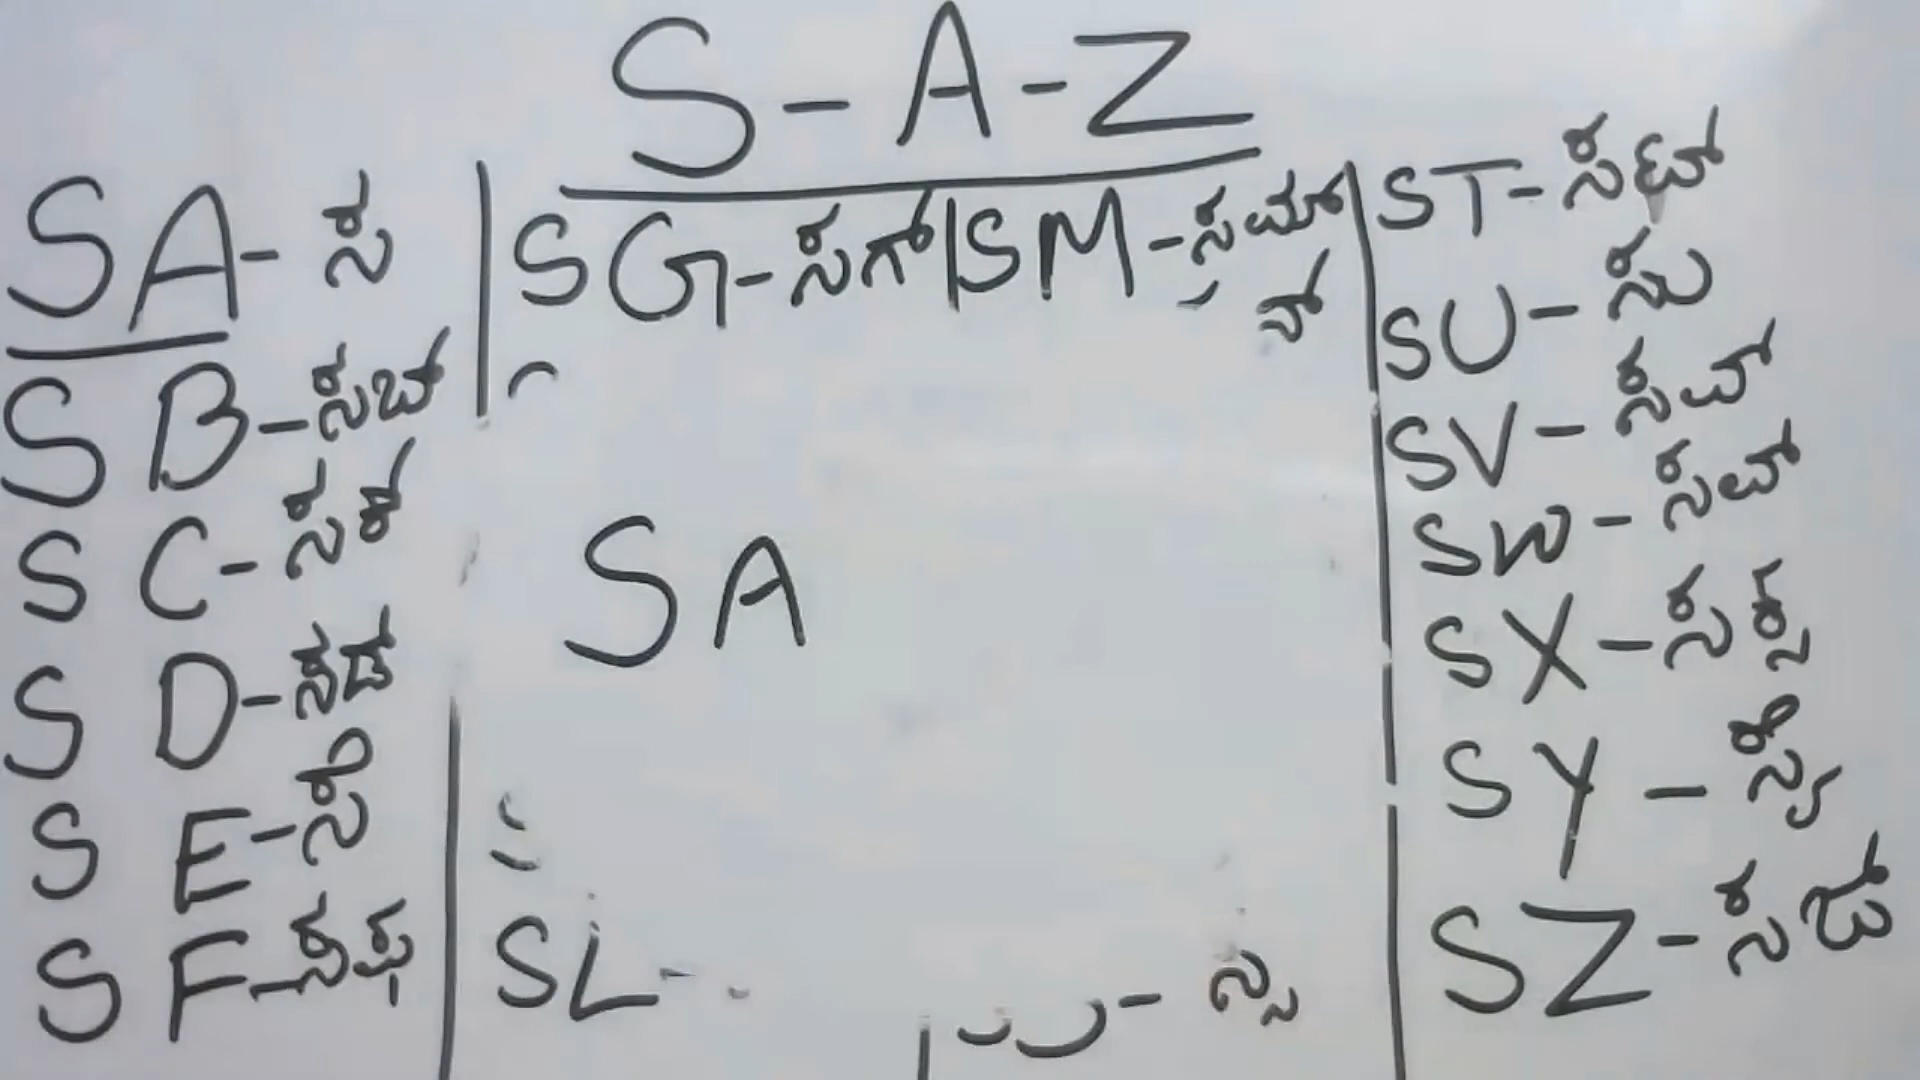 S-A-Z
SA-ಸ
SB-ಸಬ್
SC-ಸಕ್
SD-ಸಡ್
SE-ಸೆ
SF-ಸಫ್
SG-ಸಗ್
SA
SL-
SM-ಸಮ್
ST-ಸಟ್
SU-ಸು
SV-ಸವ್
SW-ಸವ್
SX-ಸಕ್ಸ
SY-ಸ್ಯೆ
SZ-ಸಜ್